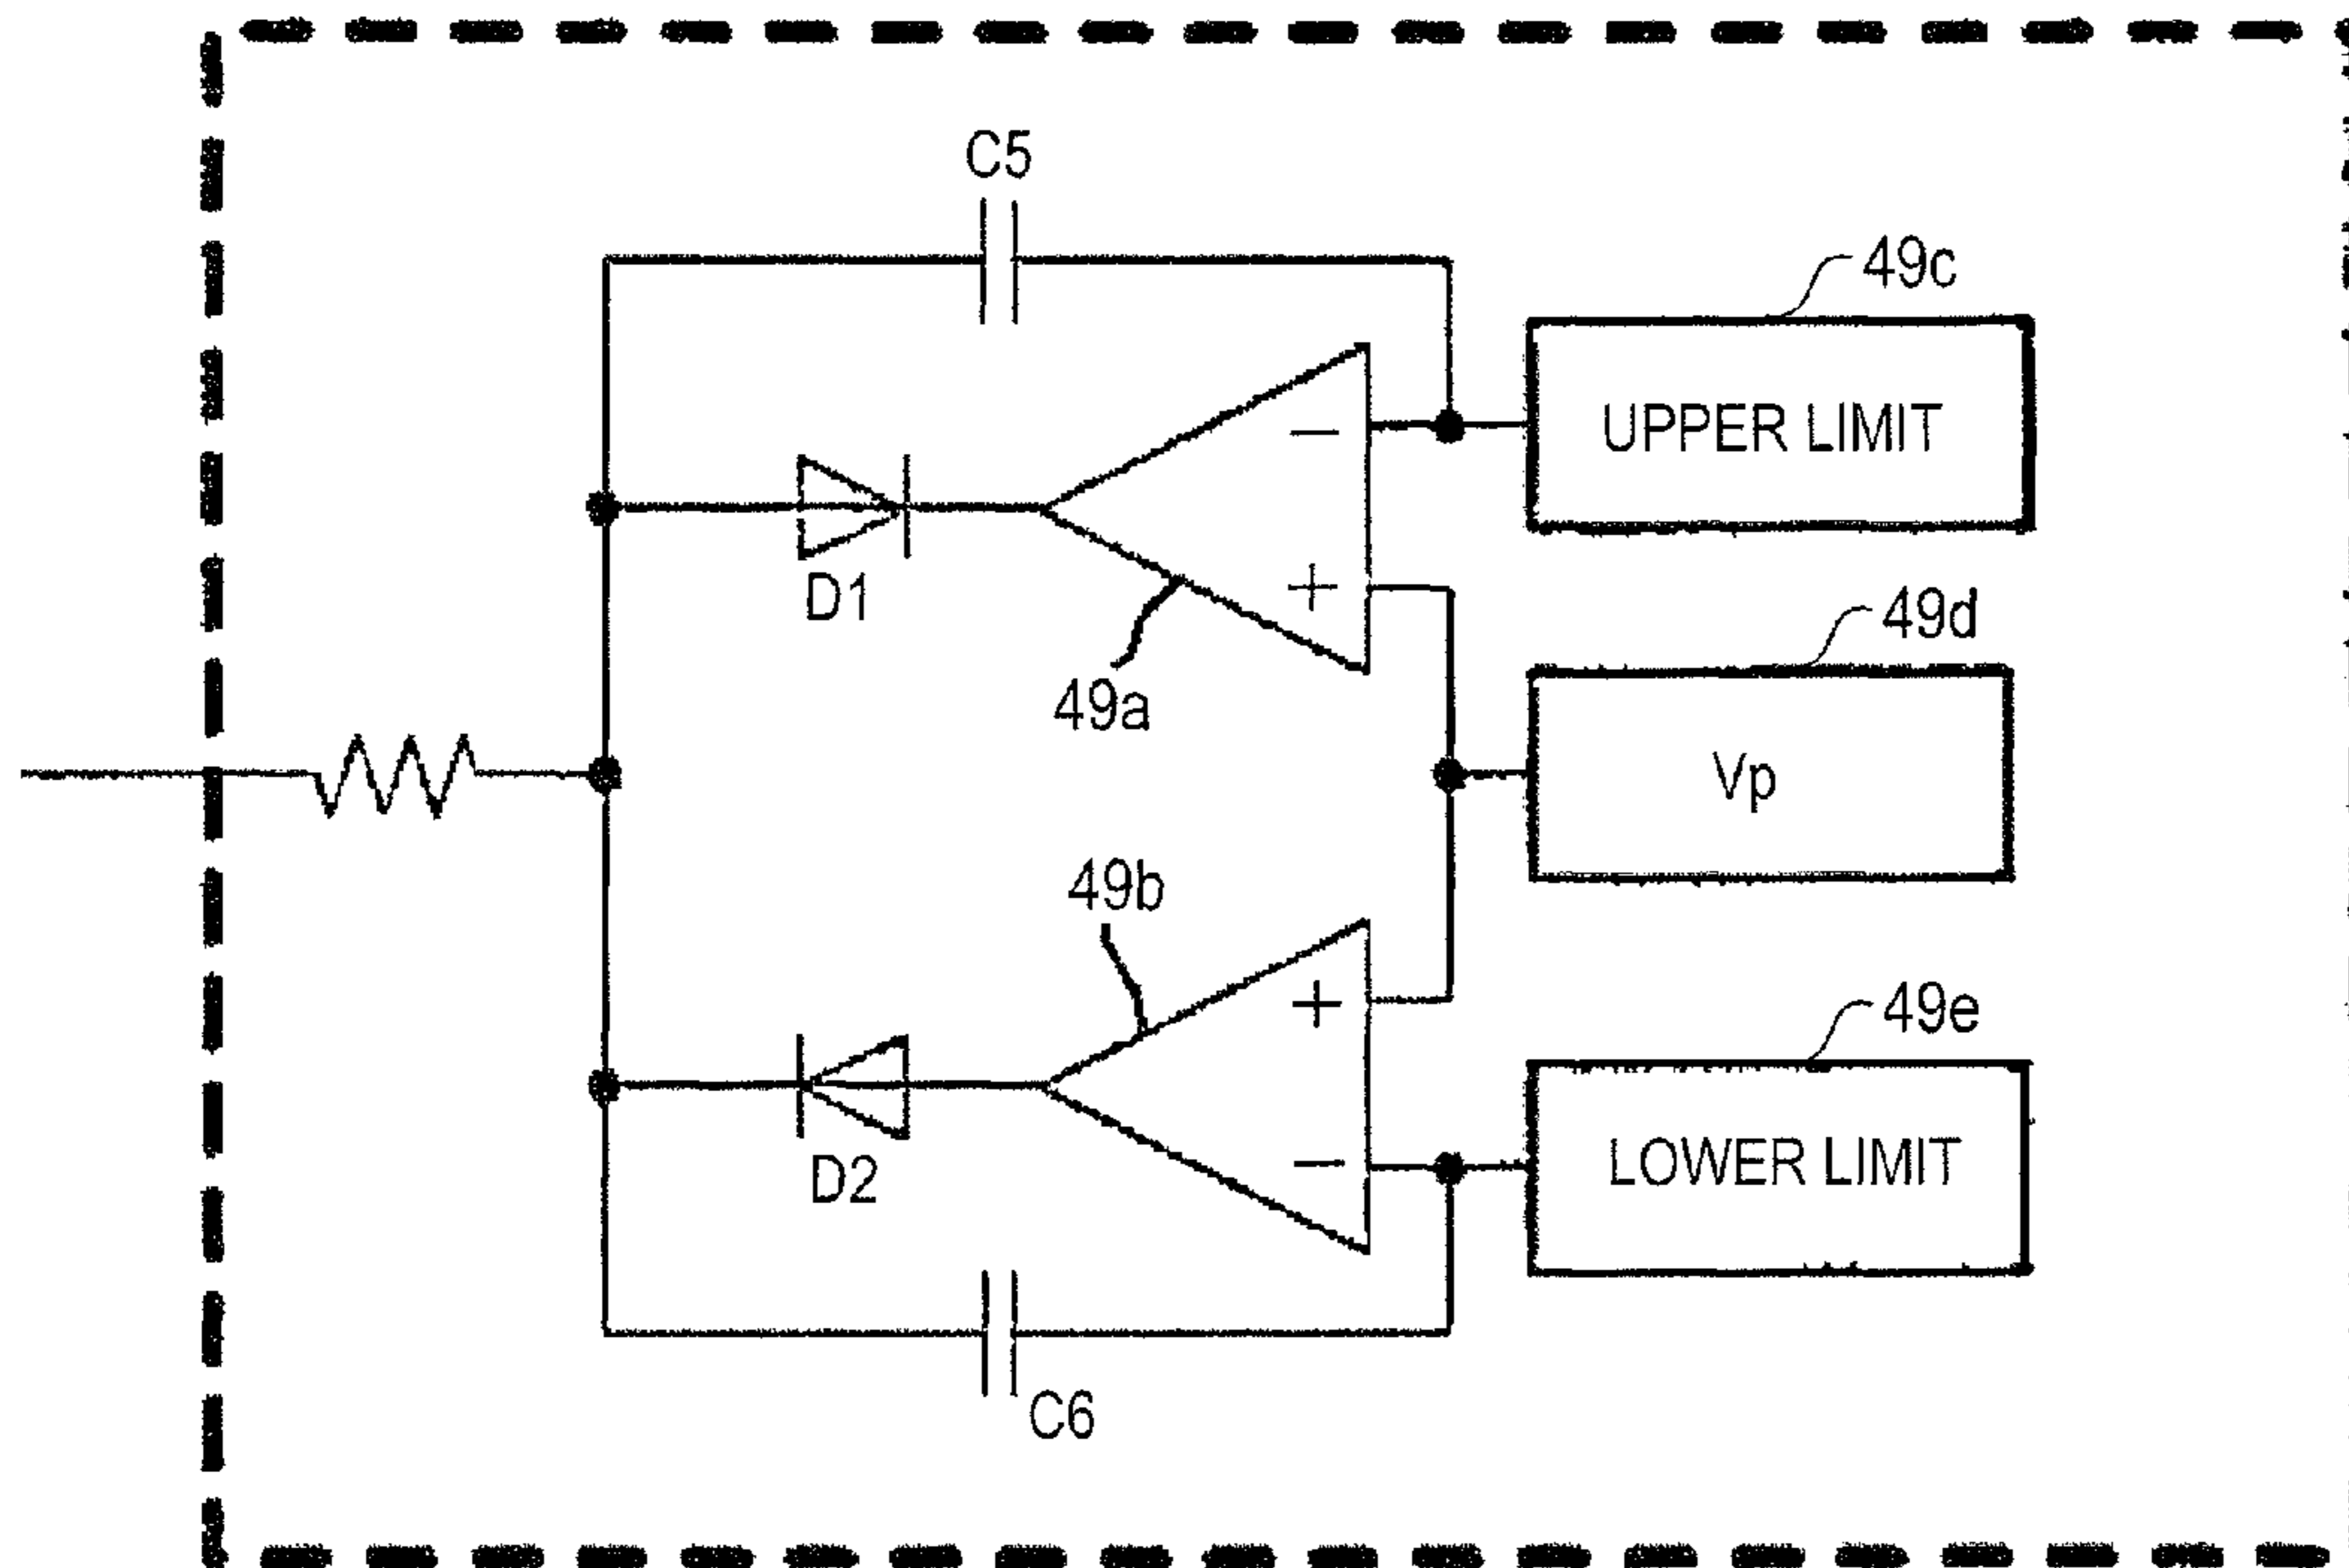 C5
49c
UPPER LIMIT
−
D1
+
49a
49d
Vp
49b
+
49e
D2
−
LOWER LIMIT
C6